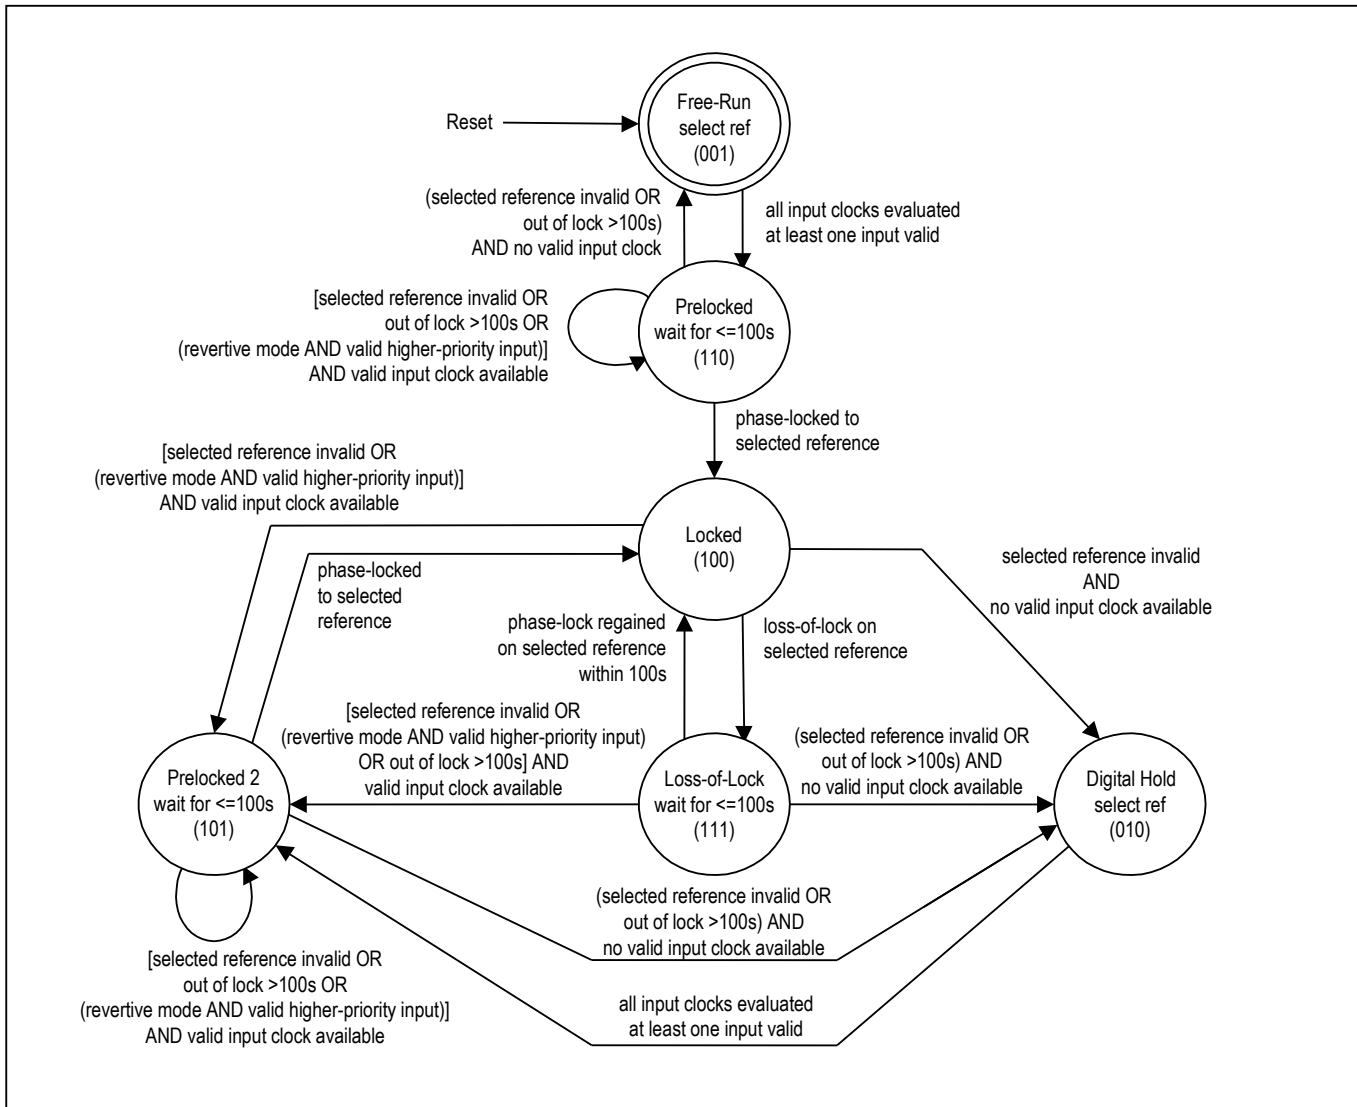 Free-Run
select ref
(001)
Reset
(selected reference invalid OR
out of lock >100s)
AND no valid input clock
all input clocks evaluated
at least one input valid
[selected reference invalid OR
out of lock >100s OR
(revertive mode AND valid higher-priority input)]
AND valid input clock available
Prelocked
wait for <=100s
(110)
phase-locked to
selected reference
[selected reference invalid OR
(revertive mode AND valid higher-priority input)]
AND valid input clock available
Locked
(100)
phase-locked
to selected
reference
selected reference invalid
AND
no valid input clock available
phase-lock regained
on selected reference
within 100s
loss-of-lock on
selected reference
[selected reference invalid OR
(revertive mode AND valid higher-priority input)
OR out of lock >100s] AND
valid input clock available
(selected reference invalid OR
out of lock >100s) AND
no valid input clock available
Prelocked 2
wait for <=100s
(101)
Loss-of-Lock
wait for <=100s
(111)
Digital Hold
select ref
(010)
(selected reference invalid OR
out of lock >100s) AND
no valid input clock available
[selected reference invalid OR
out of lock >100s OR
(revertive mode AND valid higher-priority input)]
AND valid input clock available
all input clocks evaluated
at least one input valid